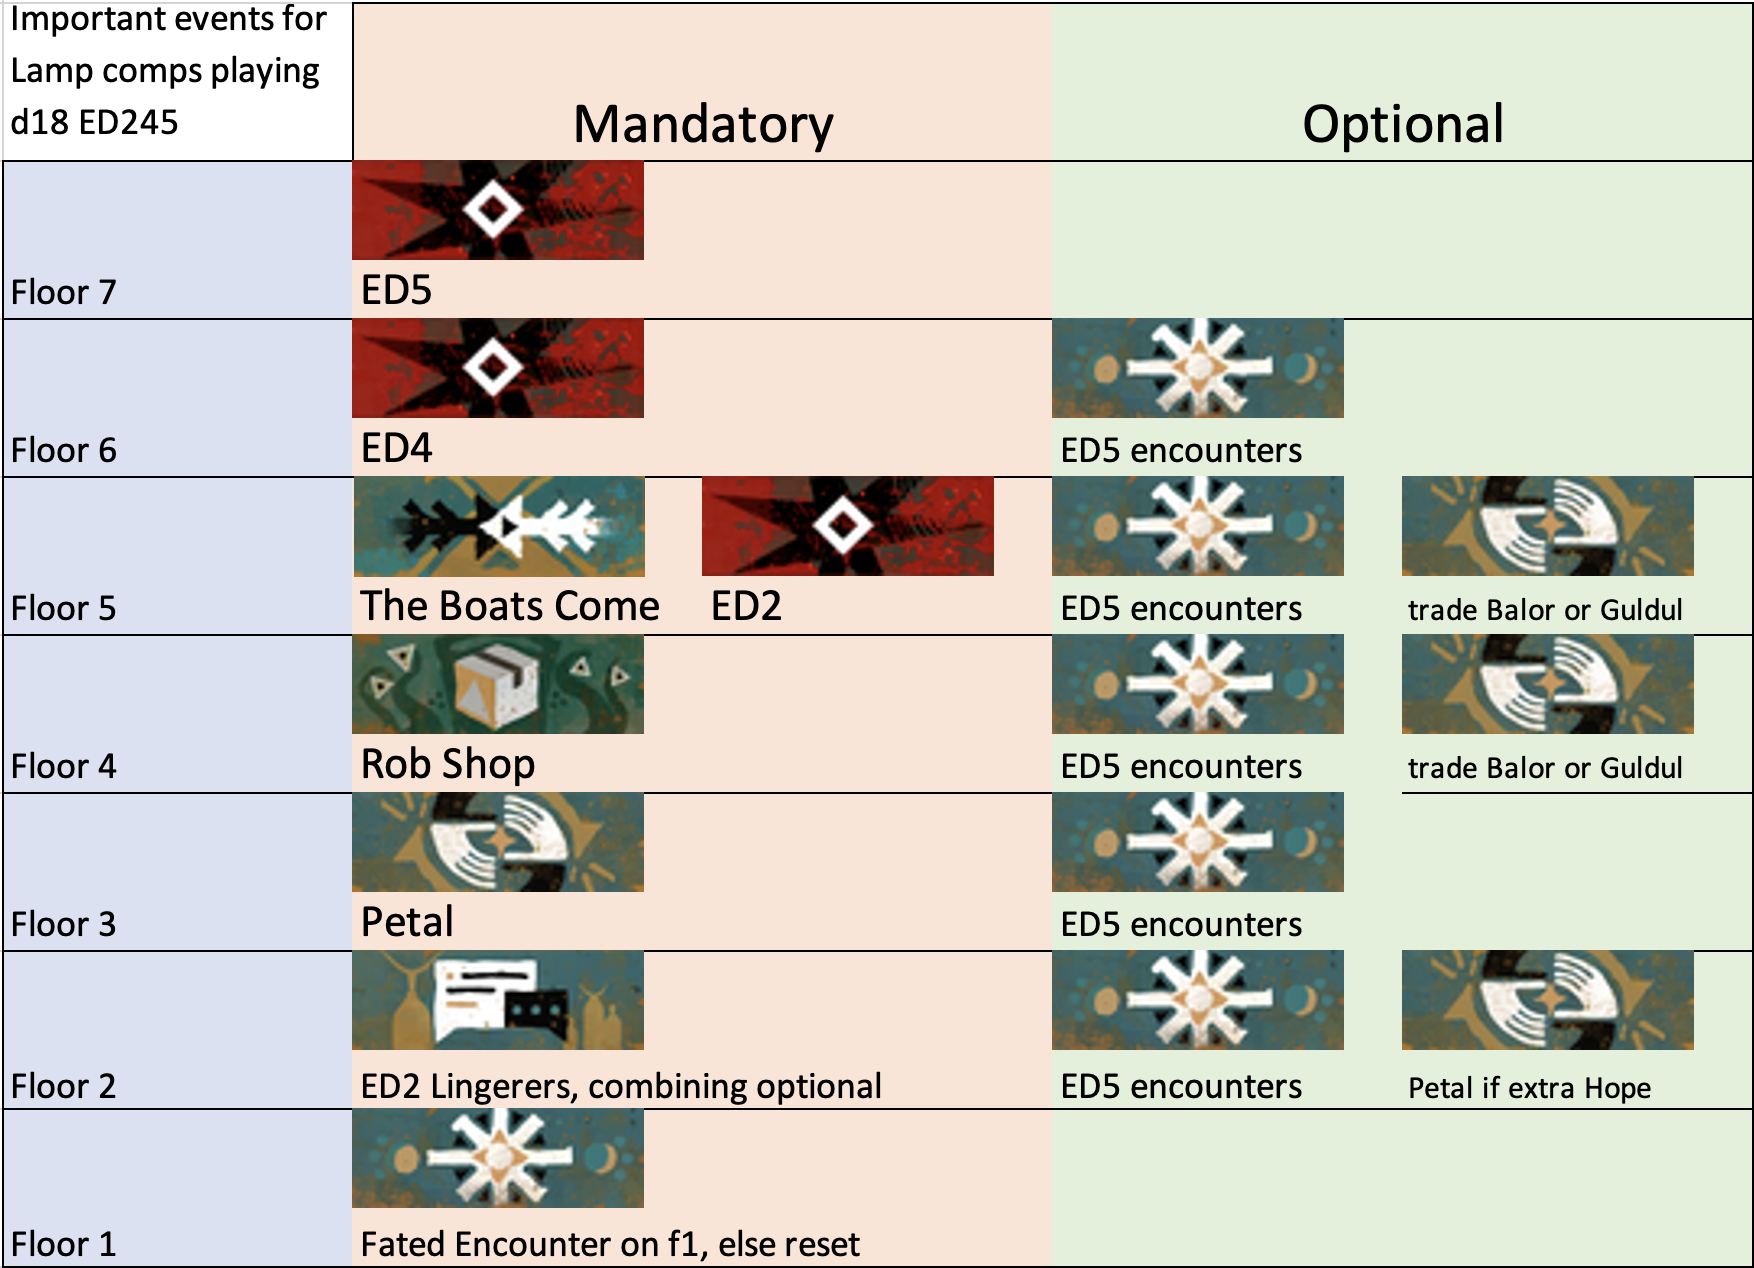 Important events for
Lamp comps playing
d18 ED245
Mandatory
Optional
Floor 7
ED5
Floor 6
ED4
ED5 encounters
Floor 5
The Boats Come
ED2
ED5 encounters
trade Balor or Guldul
Floor 4
Rob Shop
ED5 encounters
trade Balor or Guldul
Floor 3
Petal
ED5 encounters
Floor 2
ED2 Lingerers, combining optional
ED5 encounters
Petal if extra Hope
Floor 1
Fated Encounter on f1, else reset